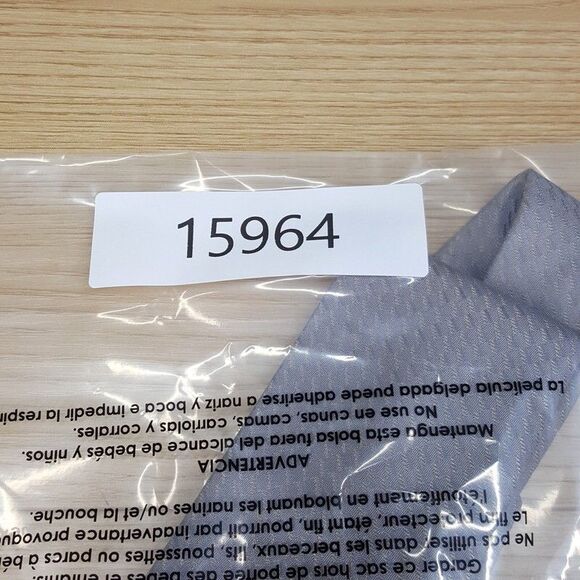 15964
Garder ce sac hors de portée des bébés et enfants.
Ne pas utiliser dans les berceaux, lits, poussettes ou parcs à bé
Le film protecteur, étant fin, pourrait par inadvertance provoque
l'étouffement en bloquant les narines ou/et la bouche.
ADVERTENCIA
Mantenga esta bolsa fuera del alcance de bebés y niños.
No use en cunas, camas, carriolas y corrales.
La película delgada puede adherirse a nariz y boca e impedir la respir